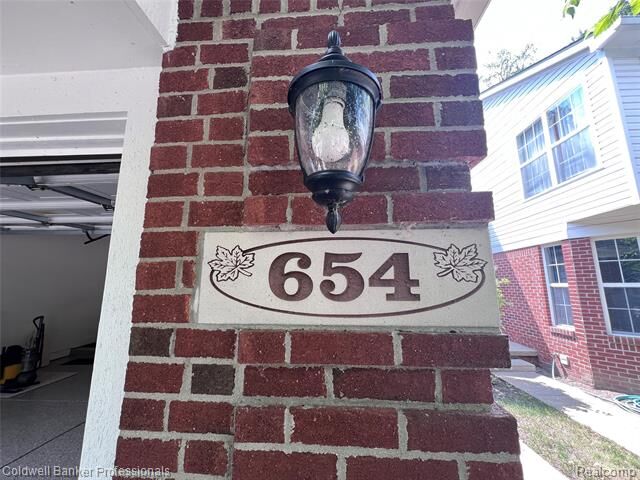 654
Coldwell Banker Professionals
Realcomp